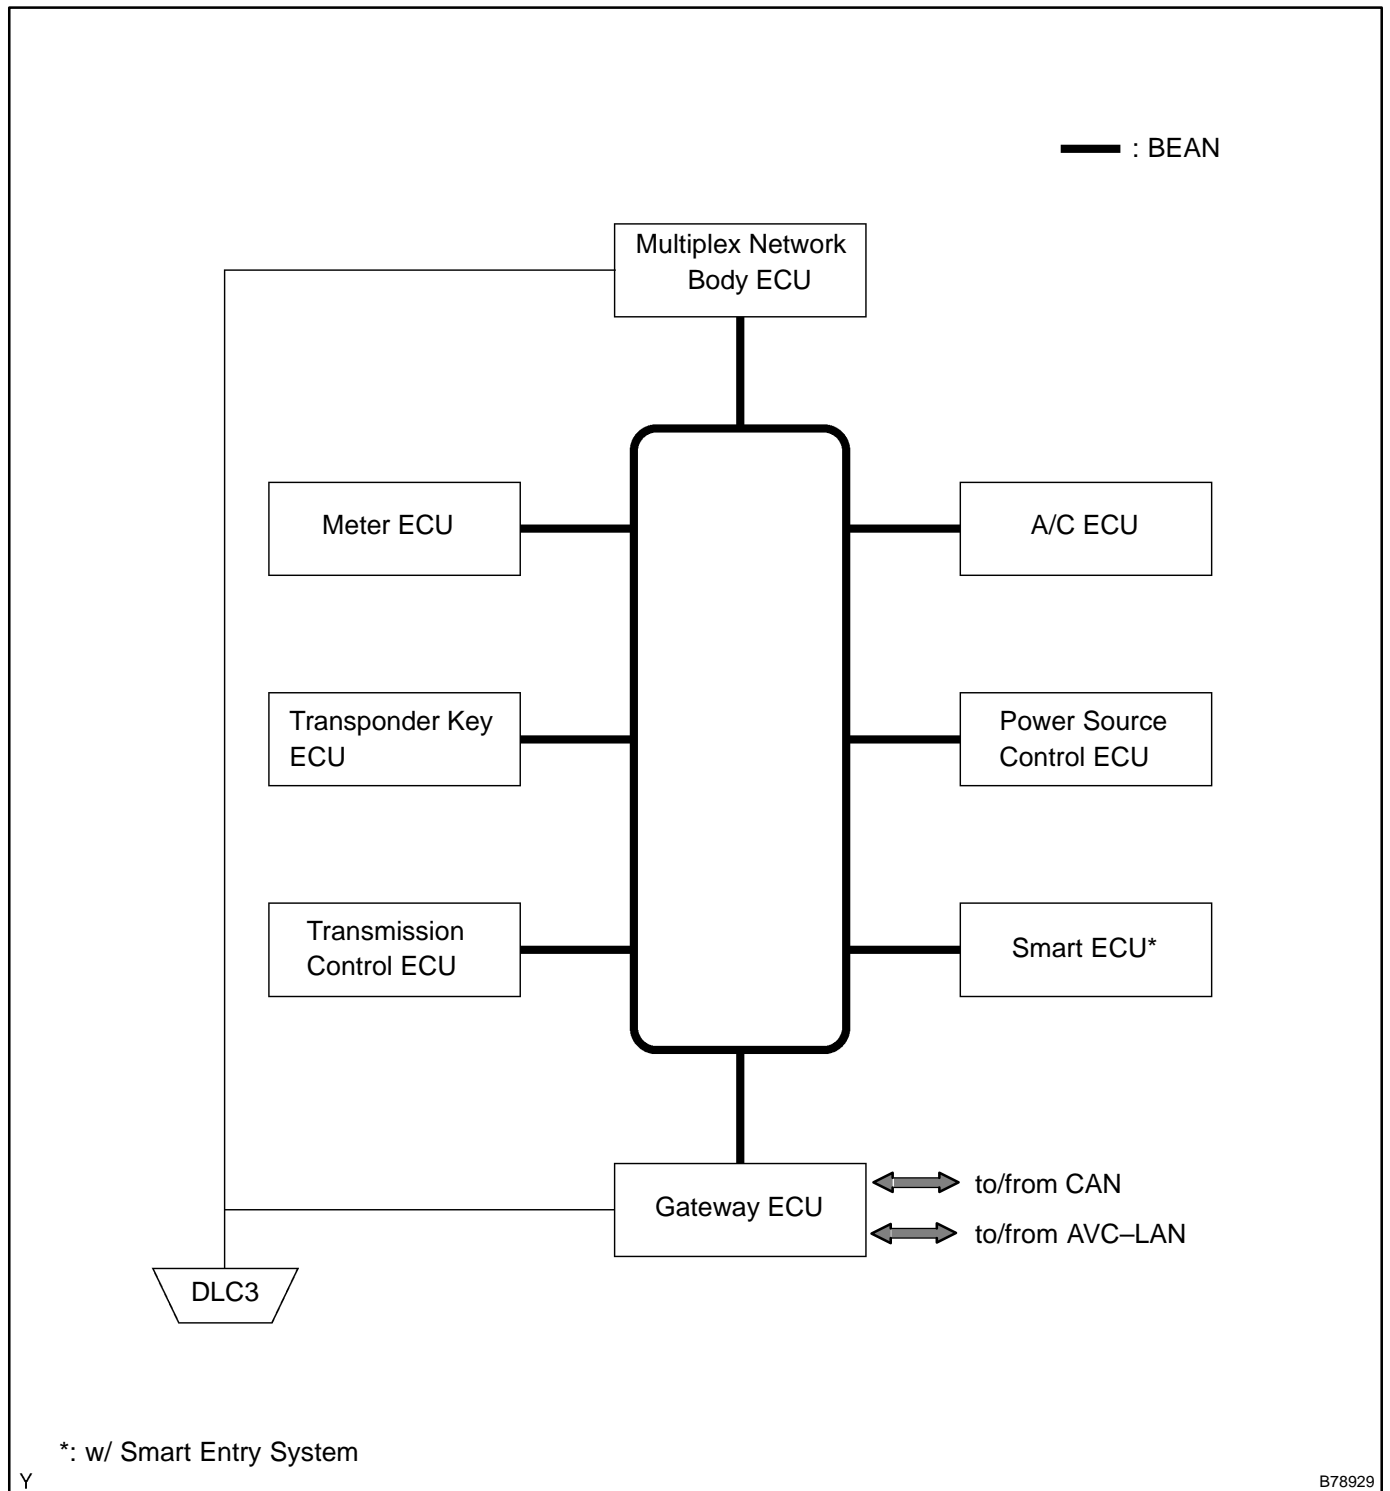 : BEAN
Multiplex Network
Body ECU
Meter ECU
A/C ECU
Transponder Key
ECU
Power Source
Control ECU
Transmission
Control ECU
Smart ECU*
Gateway ECU
to/from CAN
to/from AVC–LAN
DLC3
*: w/ Smart Entry System
Y
B78929